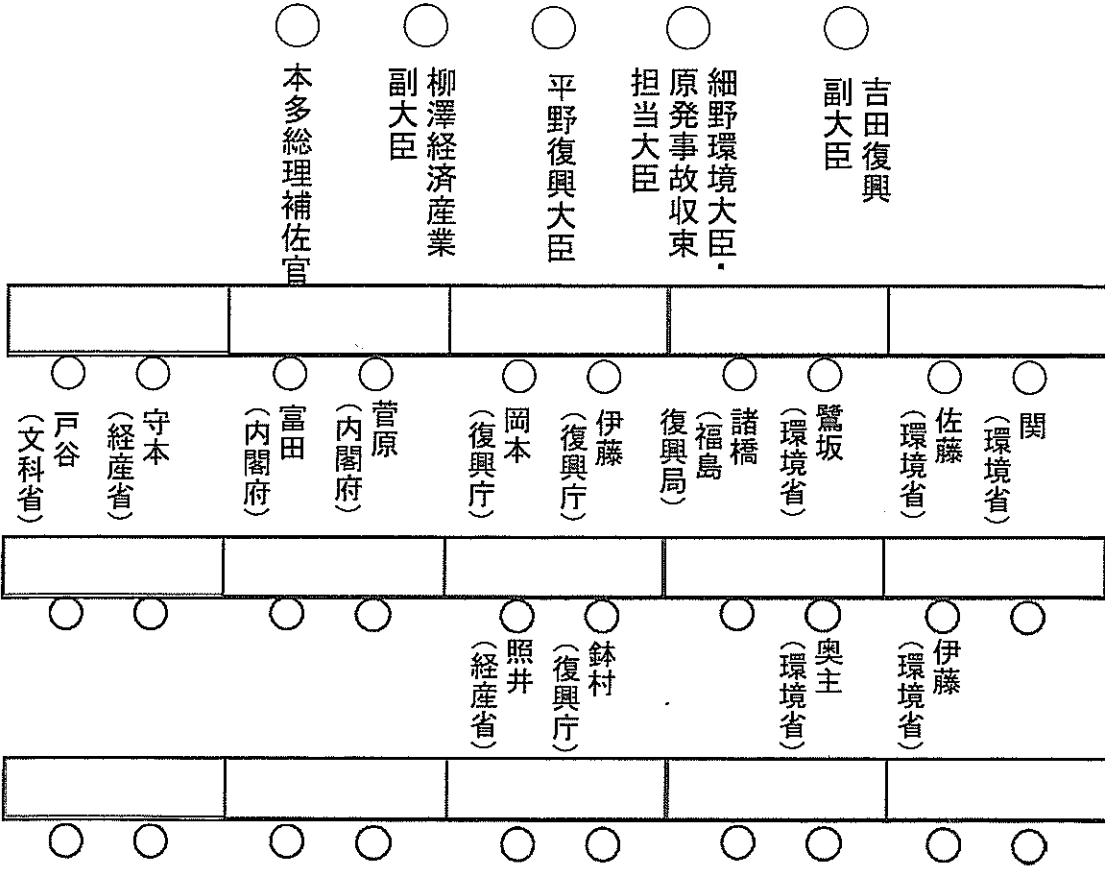 吉田復興
副大臣
細野環境大臣・
原発事故収束
担当大臣
平野復興大臣
柳澤経済産業
副大臣
本多総理補佐官
関
（環境省）
佐藤
（環境省）
鷺坂
（環境省）
諸橋
（福島
復興局）
伊藤
（復興庁）
岡本
（復興庁）
菅原
（内閣府）
富田
（内閣府）
守本
（経産省）
戸谷
（文科省）
伊藤
（環境省）
奥主
（環境省）
鉢村
（復興庁）
照井
（経産省）